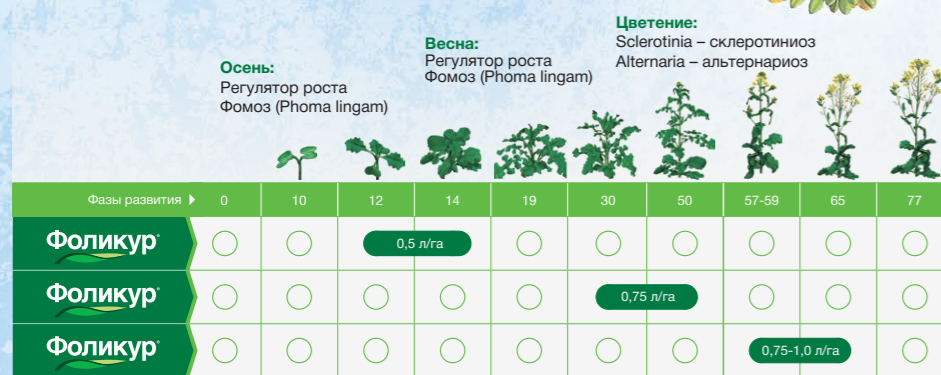 Цветение:
Sclerotinia – склеротиниоз
Alternaria – альтернариоз
Весна:
Регулятор роста
Фомоз (Phoma lingam)
Осень:
Регулятор роста
Фомоз (Phoma lingam)
Фазы развития 0 10 12 14 19 30 50 57-59 65 77
Фоликур® 0,5 л/га
Фоликур® 0,75 л/га
Фоликур® 0,75-1,0 л/га